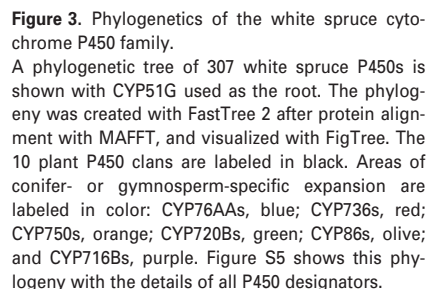 Figure 3. Phylogenetics of the white spruce cyto-
chrome P450 family.
A phylogenetic tree of 307 white spruce P450s is
shown with CYP51G used as the root. The phylog-
eny was created with FastTree 2 after protein align-
ment with MAFFT, and visualized with FigTree. The
10 plant P450 clans are labeled in black. Areas of
conifer- or gymnosperm-specific expansion are
labeled in color: CYP76AAs, blue; CYP736s, red;
CYP750s, orange; CYP720Bs, green; CYP86s, olive;
and CYP716Bs, purple. Figure S5 shows this phy-
logeny with the details of all P450 designators.